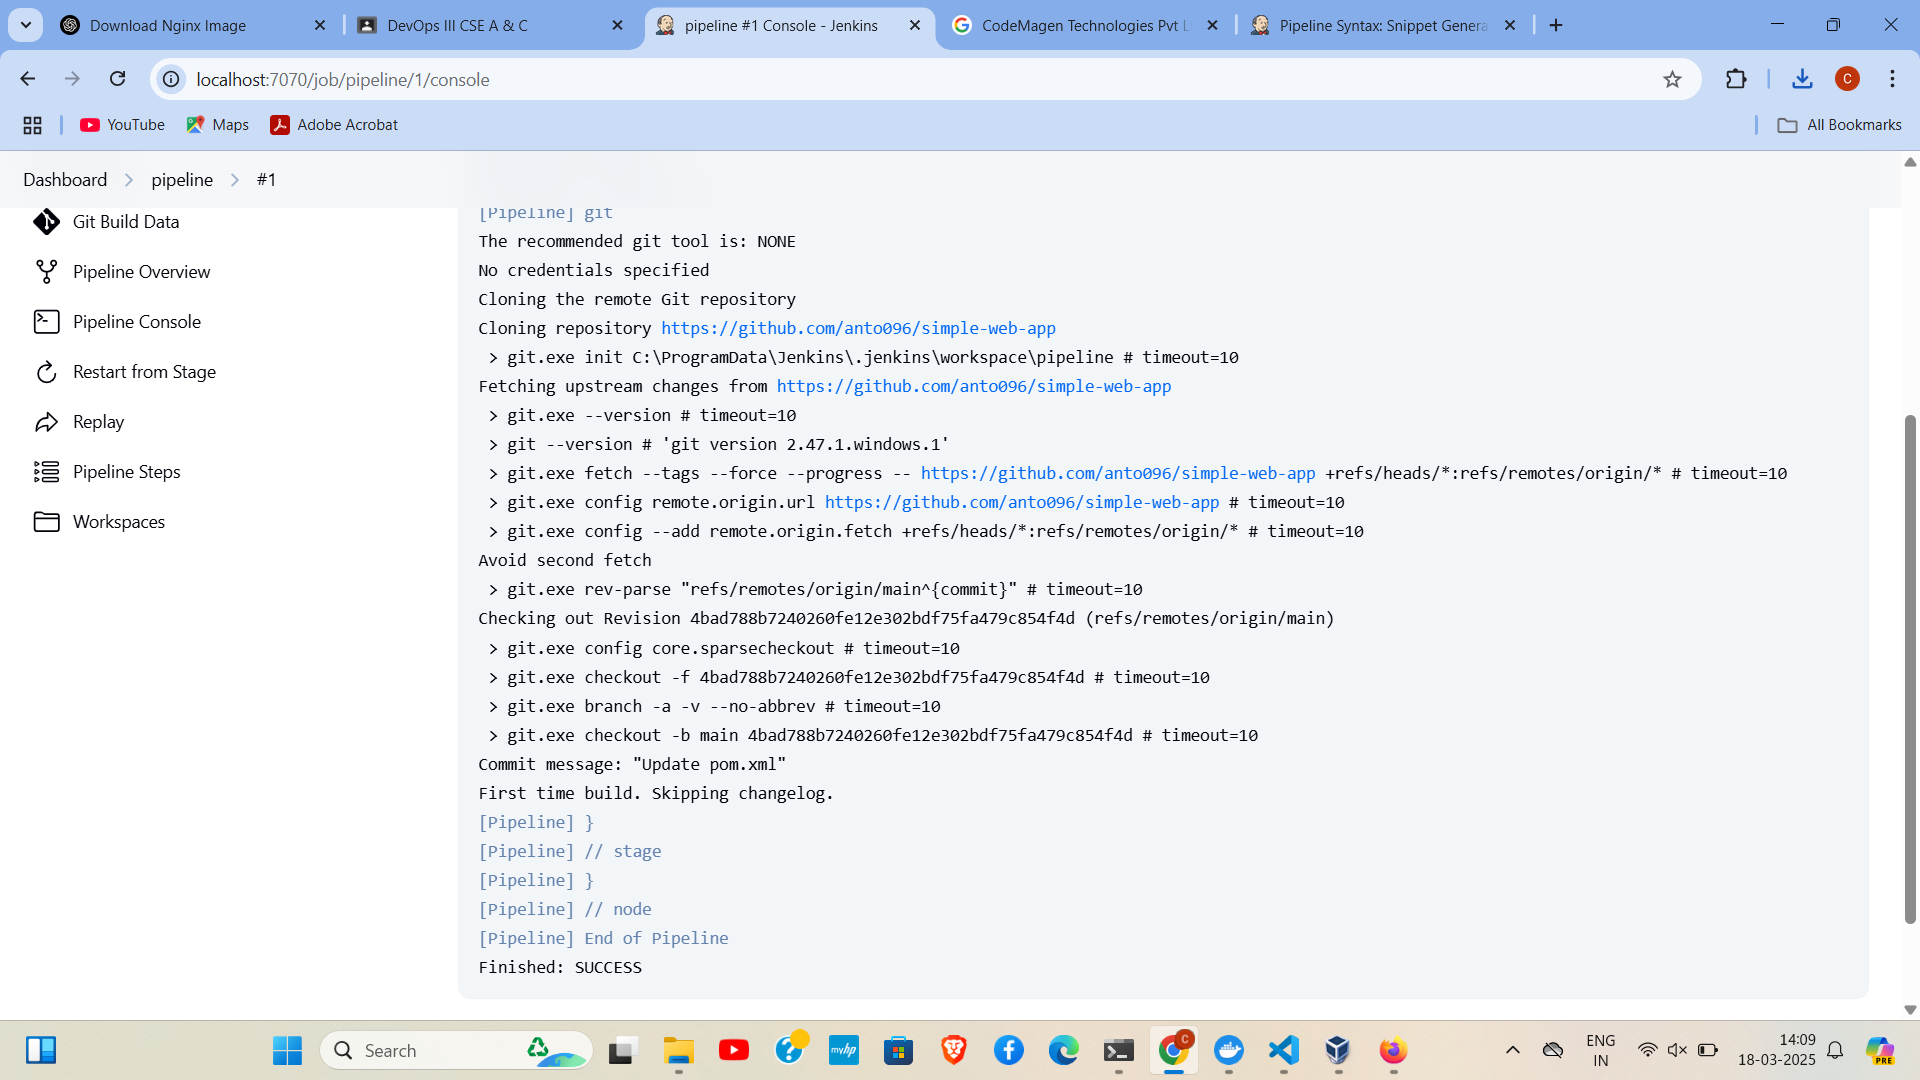 Download Nginx Image
DevOps III CSE A & C
pipeline #1 Console - Jenkins
CodeMagen Technologies Pvt L
Pipeline Syntax: Snippet Genera
localhost:7070/job/pipeline/1/console
C
YouTube
Maps
Adobe Acrobat
All Bookmarks
Dashboard
pipeline
#1
Git Build Data
Pipeline Overview
Pipeline Console
Restart from Stage
Replay
Pipeline Steps
Workspaces
[Pipeline] git
The recommended git tool is: NONE
No credentials specified
Cloning the remote Git repository
Cloning repository https://github.com/anto096/simple-web-app
> git.exe init C:\ProgramData\Jenkins\.jenkins\workspace\pipeline # timeout=10
Fetching upstream changes from https://github.com/anto096/simple-web-app
> git.exe --version # timeout=10
> git --version # 'git version 2.47.1.windows.1'
> git.exe fetch --tags --force --progress -- https://github.com/anto096/simple-web-app +refs/heads/*:refs/remotes/origin/* # timeout=10
> git.exe config remote.origin.url https://github.com/anto096/simple-web-app # timeout=10
> git.exe config --add remote.origin.fetch +refs/heads/*:refs/remotes/origin/* # timeout=10
Avoid second fetch
> git.exe rev-parse "refs/remotes/origin/main^{commit}" # timeout=10
Checking out Revision 4bad788b7240260fe12e302bdf75fa479c854f4d (refs/remotes/origin/main)
> git.exe config core.sparsecheckout # timeout=10
> git.exe checkout -f 4bad788b7240260fe12e302bdf75fa479c854f4d # timeout=10
> git.exe branch -a -v --no-abbrev # timeout=10
> git.exe checkout -b main 4bad788b7240260fe12e302bdf75fa479c854f4d # timeout=10
Commit message: "Update pom.xml"
First time build. Skipping changelog.
[Pipeline] }
[Pipeline] // stage
[Pipeline] }
[Pipeline] // node
[Pipeline] End of Pipeline
Finished: SUCCESS
Search
myhp
C
ENG
IN
14:09
18-03-2025
PRE